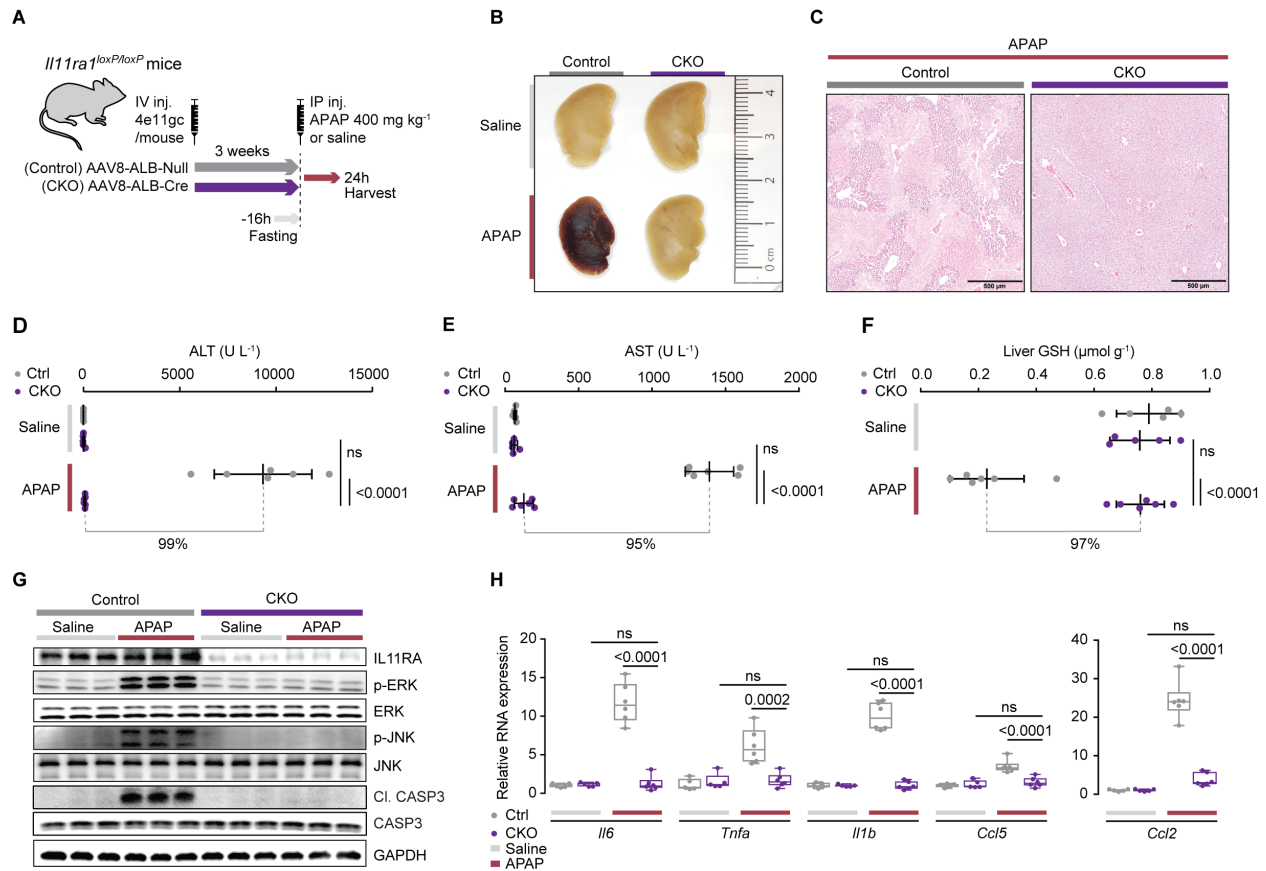 A
Il11ra1loxP/loxP mice
IV inj.
4e11gc
/mouse
IP inj.
APAP 400 mg kg-1
or saline
3 weeks
(Control) AAV8-ALB-Null
(CKO) AAV8-ALB-Cre
24h
Harvest
-16h
Fasting
B
Control CKO
Saline
APAP
4
3
2
1
0 cm
C
APAP
Control CKO
500 µm 500 µm
D
ALT (U L-1)
Ctrl
CKO
0 5000 10000 15000
Saline
APAP
ns
<0.0001
99%
E
AST (U L-1)
Ctrl
CKO
0 500 1000 1500 2000
Saline
APAP
ns
<0.0001
95%
F
Liver GSH (µmol g-1)
Ctrl
CKO
0.0 0.2 0.4 0.6 0.8 1.0
Saline
APAP
ns
<0.0001
97%
G
Control CKO
Saline APAP Saline APAP
IL11RA
p-ERK
ERK
p-JNK
JNK
Cl. CASP3
CASP3
GAPDH
H
Relative RNA expression
20
15
10
5
0
ns
<0.0001
ns
0.0002
ns
<0.0001
ns
<0.0001
40
30
20
10
0
ns
<0.0001
Il6 Tnfa Il1b Ccl5 Ccl2
Ctrl
CKO
Saline
APAP